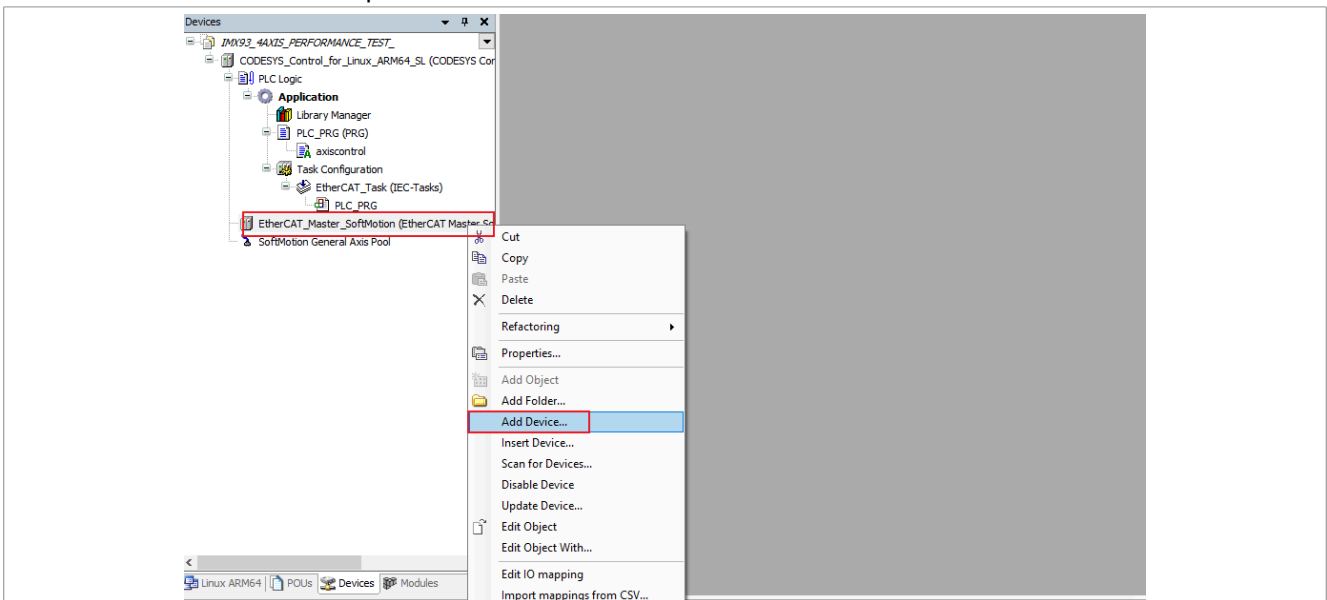 Devices
IMX93_4AXIS_PERFORMANCE_TEST_
CODESYS_Control_for_Linux_ARM64_SL (CODESYS Cor
PLC Logic
Application
Library Manager
PLC_PRG (PRG)
axiscontrol
Task Configuration
EtherCAT_Task (IEC-Tasks)
PLC_PRG
EtherCAT_Master_SoftMotion (EtherCAT Master So
SoftMotion General Axis Pool
Cut
Copy
Paste
Delete
Refactoring
Properties...
Add Object
Add Folder...
Add Device...
Insert Device...
Scan for Devices...
Disable Device
Update Device...
Edit Object
Edit Object With...
Edit IO mapping
Import mappings from CSV...
Linux ARM64 POUs Devices Modules